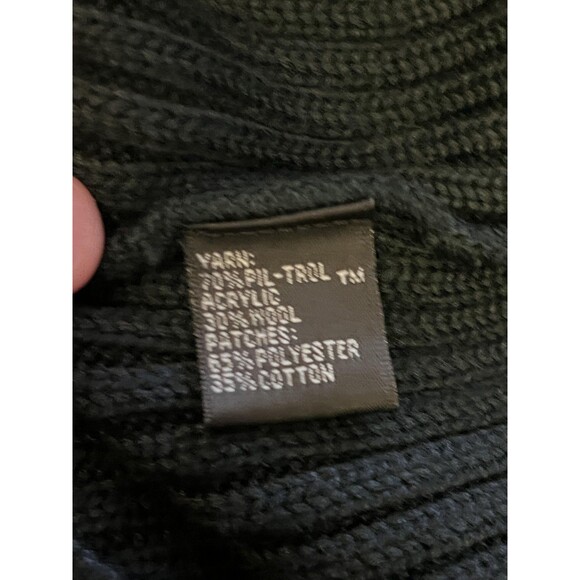 YARN:
70% PIL-TROL ™
ACRYLIC
30% WOOL
PATCHES:
65% POLYESTER
35% COTTON